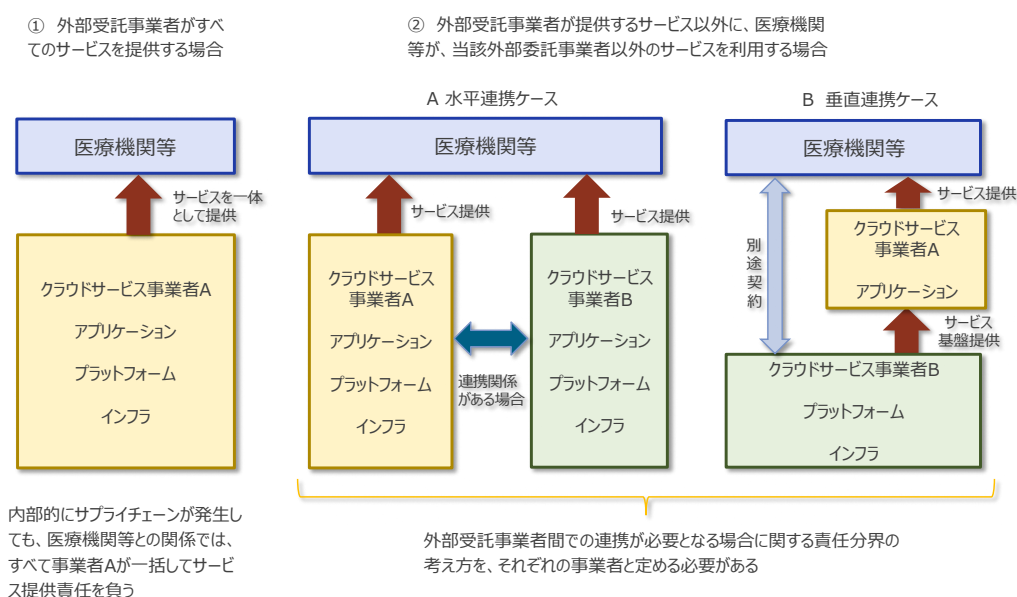 ① 外部受託事業者がすべ
てのサービスを提供する場合
② 外部受託事業者が提供するサービス以外に、医療機関
等が、当該外部委託事業者以外のサービスを利用する場合
A 水平連携ケース
B 垂直連携ケース
医療機関等
サービスを一体
として提供
クラウドサービス事業者A
アプリケーション
プラットフォーム
インフラ
医療機関等
サービス提供
サービス提供
クラウドサービス
事業者A
アプリケーション
プラットフォーム
インフラ
連携関係
がある場合
クラウドサービス
事業者B
アプリケーション
プラットフォーム
インフラ
医療機関等
別途契約
サービス提供
クラウドサービス
事業者A
アプリケーション
サービス
基盤提供
クラウドサービス事業者B
プラットフォーム
インフラ
内部的にサプライチェーンが発生し
ても、医療機関等との関係では、
すべて事業者Aが一括してサービ
ス提供責任を負う
外部受託事業者間での連携が必要となる場合に関する責任分界の
考え方を、それぞれの事業者と定める必要がある